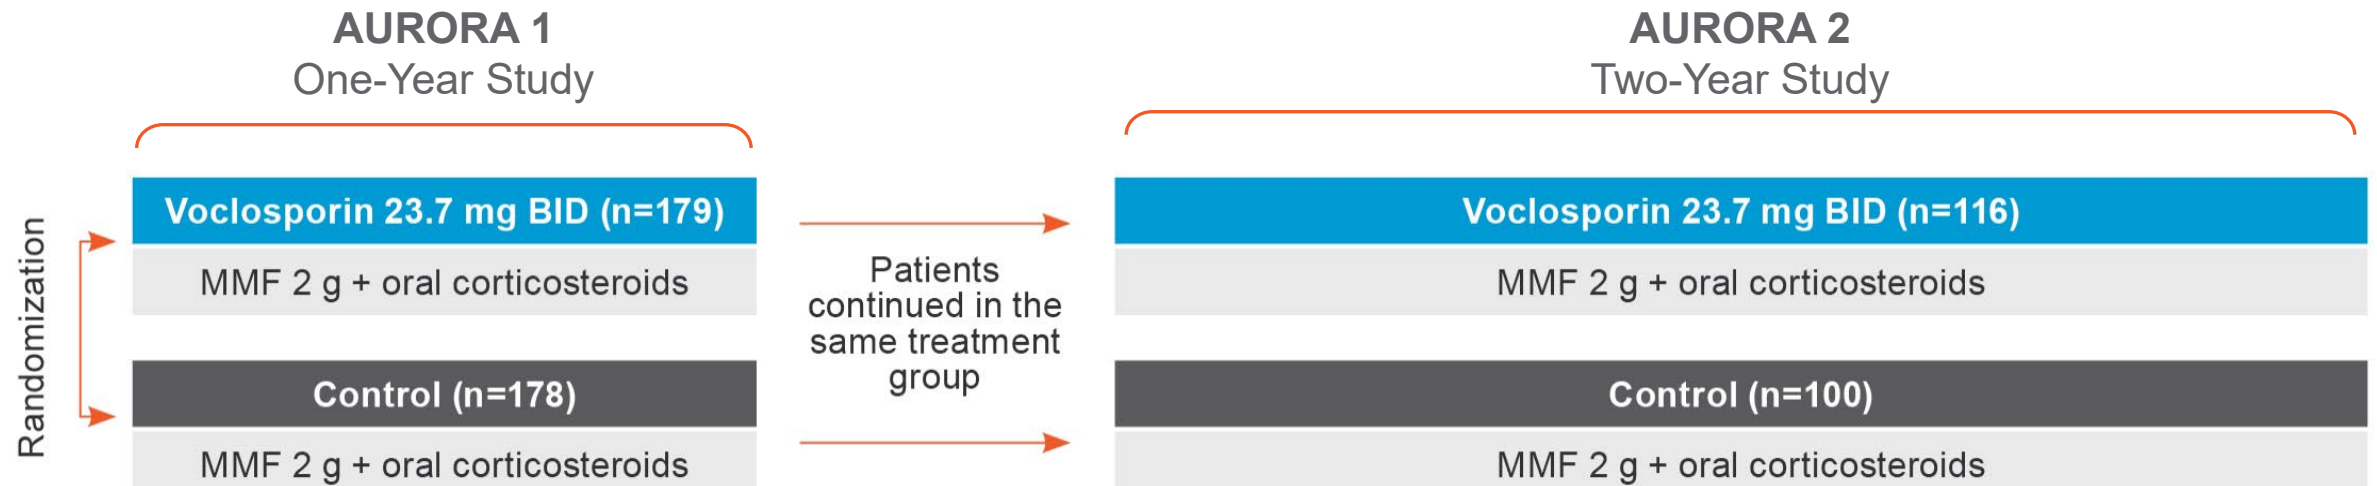 AURORA 1
One-Year Study
AURORA 2
Two-Year Study
Randomization
Voclosporin 23.7 mg BID (n=179)
MMF 2 g + oral corticosteroids
Control (n=178)
MMF 2 g + oral corticosteroids
Patients
continued in the
same treatment
group
Voclosporin 23.7 mg BID (n=116)
MMF 2 g + oral corticosteroids
Control (n=100)
MMF 2 g + oral corticosteroids